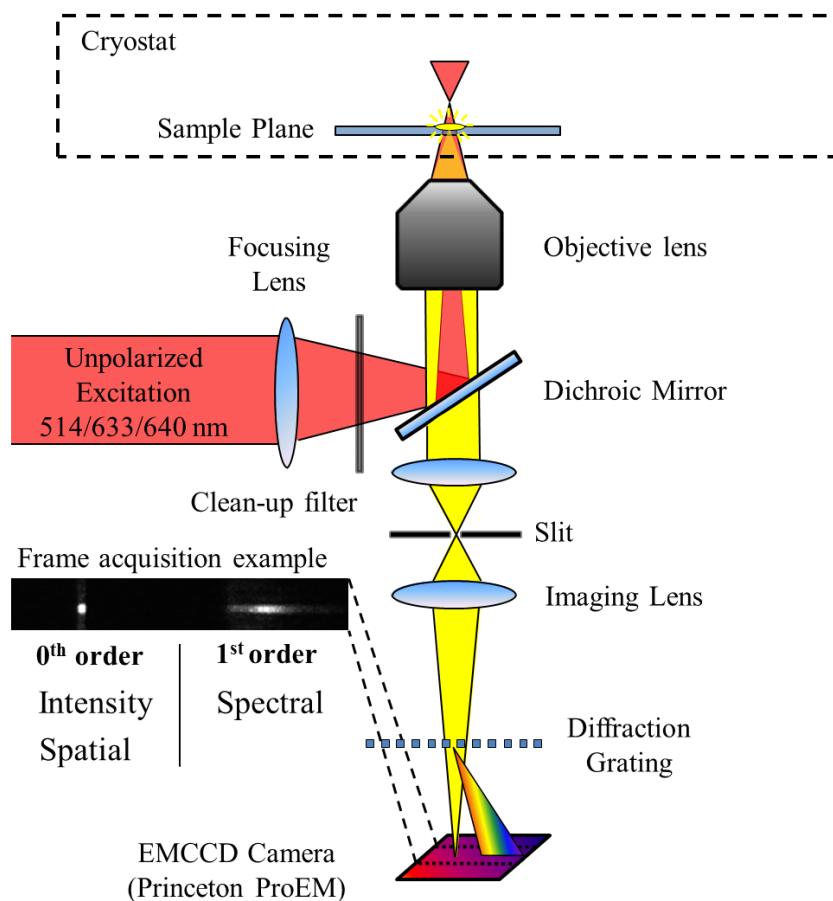 Cryostat
Sample Plane
Objective lens
Focusing
Lens
Unpolarized
Excitation
514/633/640 nm
Dichroic Mirror
Clean-up filter
Slit
Frame acquisition example
Imaging Lens
0th order
1st order
Intensity
Spectral
Spatial
Diffraction
Grating
EMCCD Camera
(Princeton ProEM)